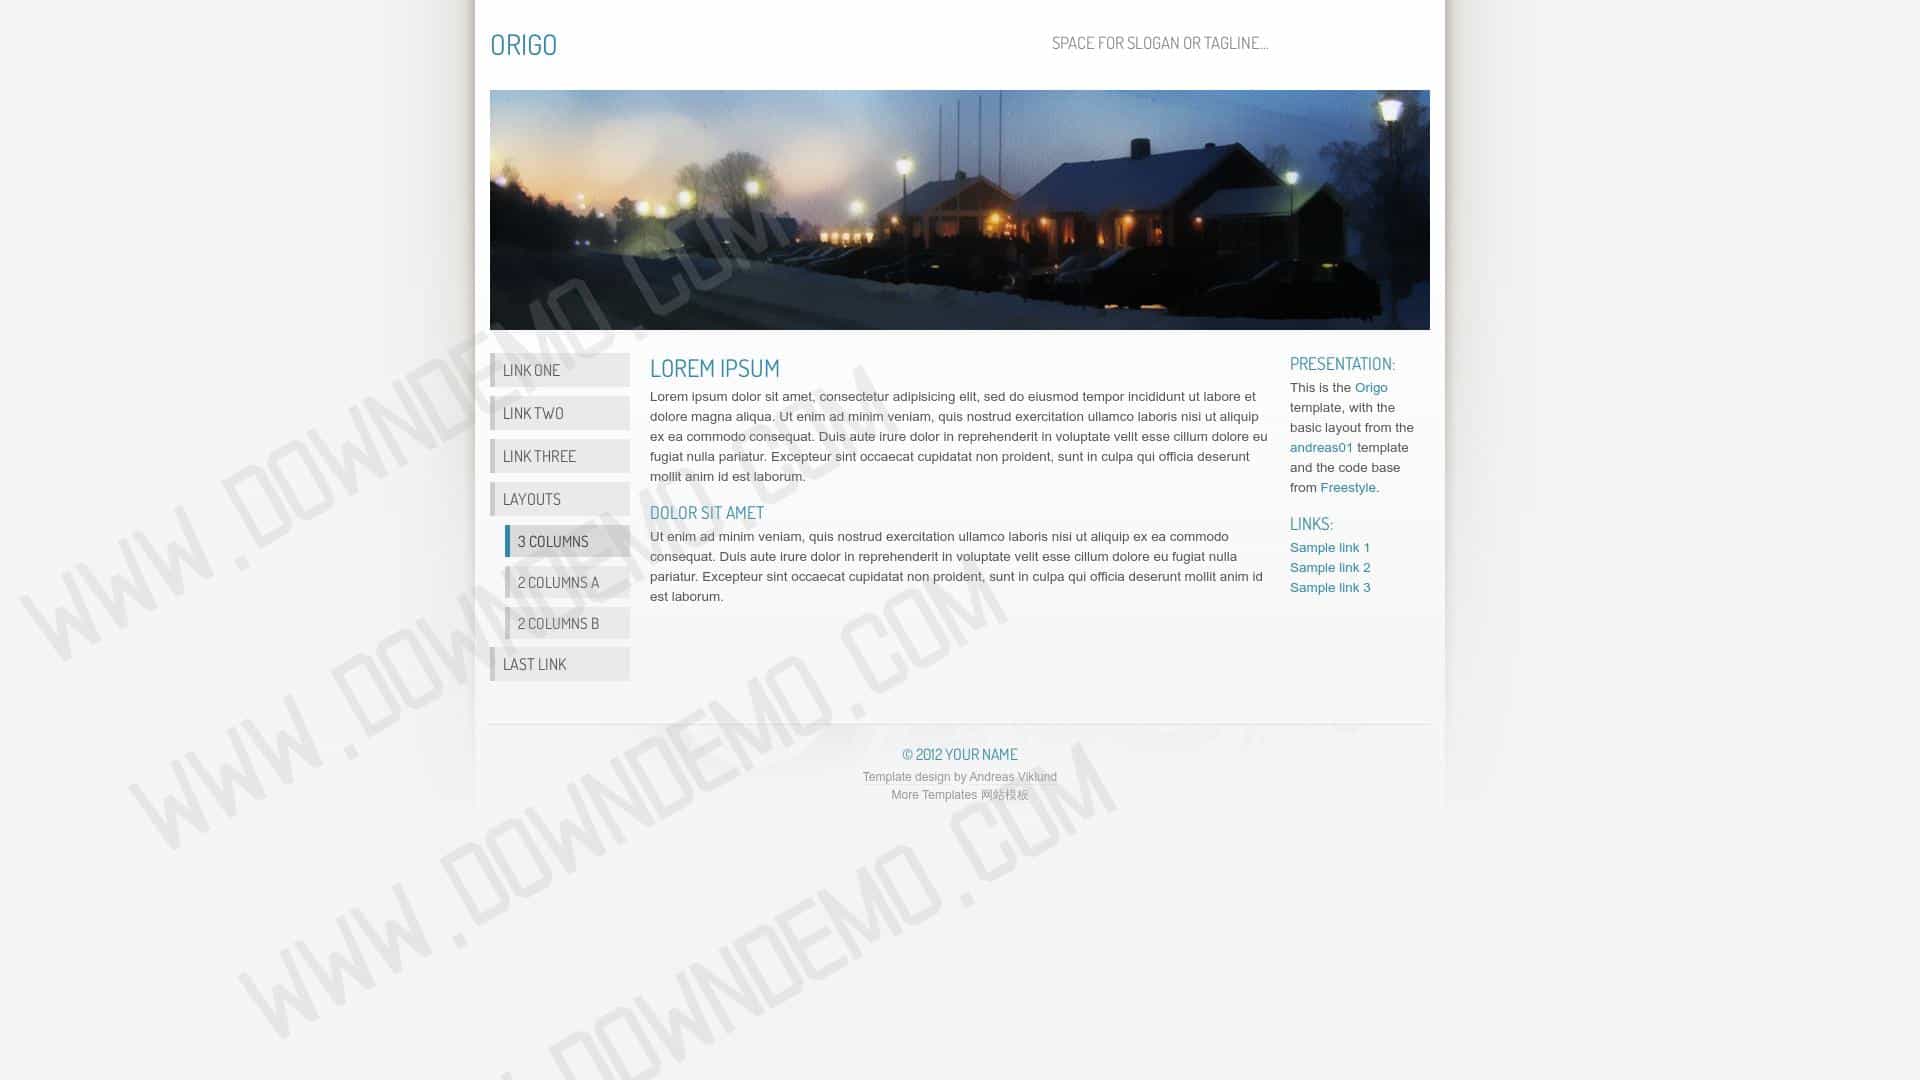 ORIGO
SPACE FOR SLOGAN OR TAGLINE...
LINK ONE
LINK TWO
LINK THREE
LAYOUTS
3 COLUMNS
2 COLUMNS A
2 COLUMNS B
LAST LINK
LOREM IPSUM
Lorem ipsum dolor sit amet, consectetur adipisicing elit, sed do eiusmod tempor incididunt ut labore et
dolore magna aliqua. Ut enim ad minim veniam, quis nostrud exercitation ullamco laboris nisi ut aliquip
ex ea commodo consequat. Duis aute irure dolor in reprehenderit in voluptate velit esse cillum dolore eu
fugiat nulla pariatur. Excepteur sint occaecat cupidatat non proident, sunt in culpa qui officia deserunt
mollit anim id est laborum.
DOLOR SIT AMET
Ut enim ad minim veniam, quis nostrud exercitation ullamco laboris nisi ut aliquip ex ea commodo
consequat. Duis aute irure dolor in reprehenderit in voluptate velit esse cillum dolore eu fugiat nulla
pariatur. Excepteur sint occaecat cupidatat non proident, sunt in culpa qui officia deserunt mollit anim id
est laborum.
PRESENTATION:
This is the Origo
template, with the
basic layout from the
andreas01 template
and the code base
from Freestyle.
LINKS:
Sample link 1
Sample link 2
Sample link 3
© 2012 YOUR NAME
Template design by Andreas Viklund
More Templates 网站模板
WWW.DOWNDEMO.COM
WWW.DOWNDEMO.COM
WWW.DOWNDEMO.COM
.DOWNDEMO.COM